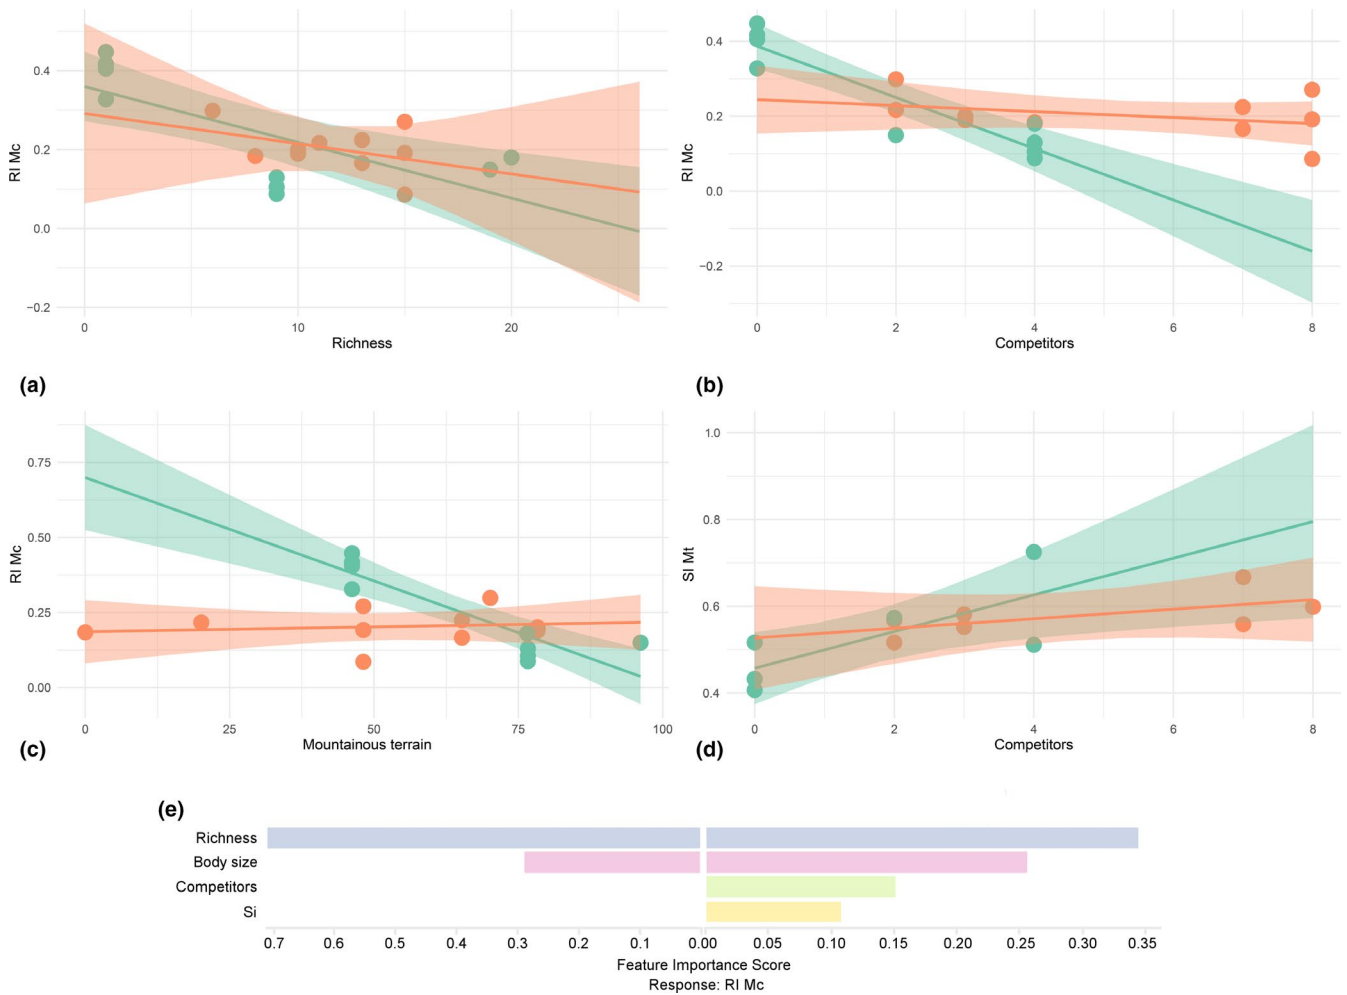 RI Mc
0.4
0.2
0.0
−0.2
0 10 20
Richness
(a)
RI Mc
0.4
0.2
0.0
−0.2
0 2 4 6 8
Competitors
(b)
RI Mc
0.75
0.50
0.25
0.00
0 25 50 75 100
Mountainous terrain
(c)
SI Mt
1.0
0.8
0.6
0.4
0 2 4 6 8
Competitors
(d)
(e)
Richness
Body size
Competitors
Si
0.7 0.6 0.5 0.4 0.3 0.2 0.1 0.00 0.05 0.10 0.15 0.20 0.25 0.30 0.35
Feature Importance Score
Response: RI Mc